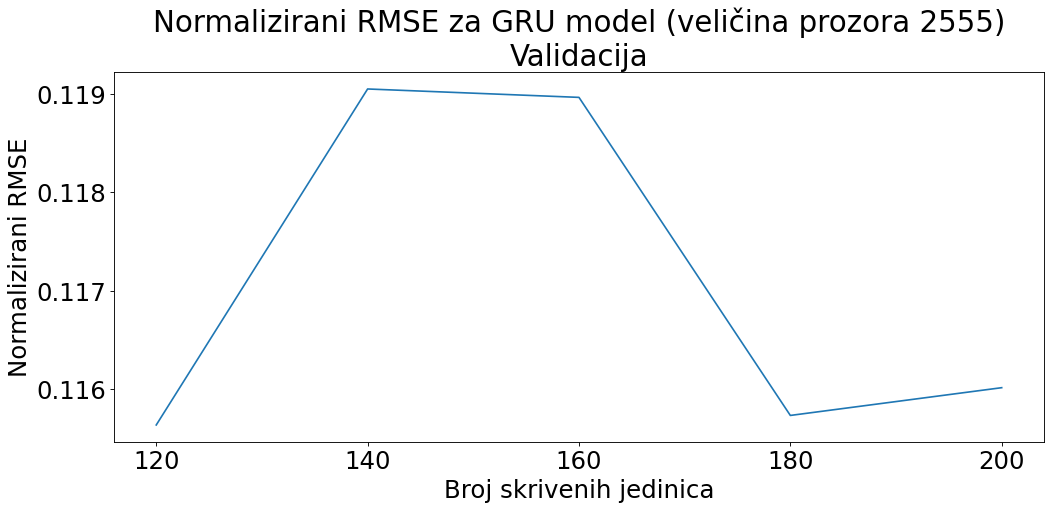 Normalizirani RMSE za GRU model (veličina prozora 2555)
Validacija
Normalizirani RMSE
0.119
0.118
0.117
0.116
120 140 160 180 200
Broj skrivenih jedinica